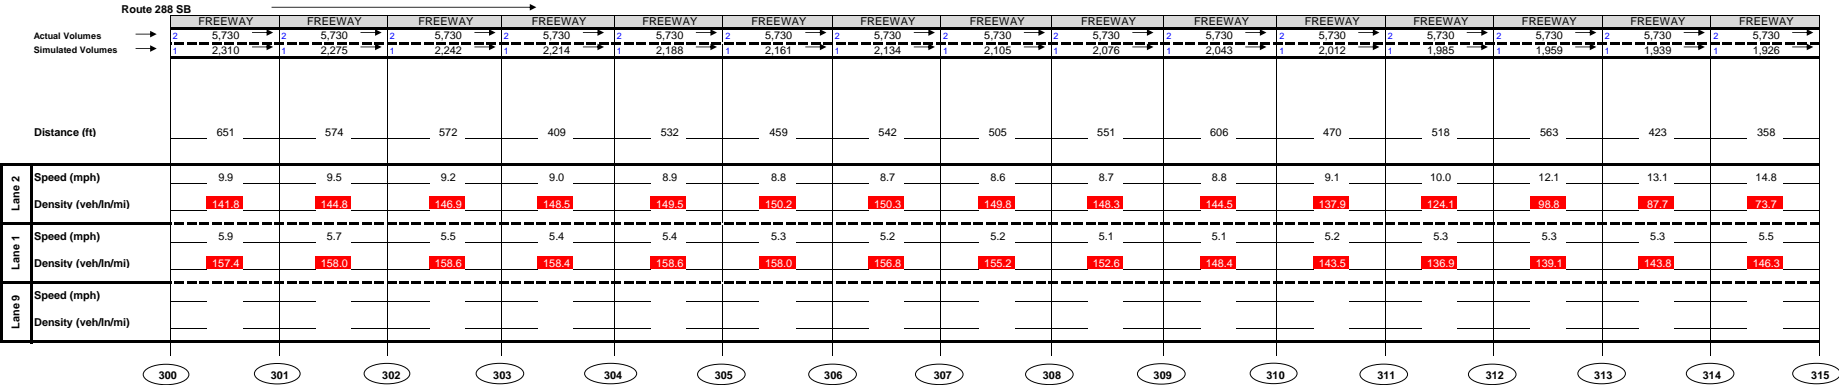 Route 288 SB
FREEWAY FREEWAY FREEWAY FREEWAY FREEWAY FREEWAY FREEWAY FREEWAY FREEWAY FREEWAY FREEWAY FREEWAY FREEWAY FREEWAY FREEWAY
Actual Volumes 2 5,730 2 5,730 2 5,730 2 5,730 2 5,730 2 5,730 2 5,730 2 5,730 2 5,730 2 5,730 2 5,730 2 5,730 2 5,730 2 5,730 2 5,730
Simulated Volumes 1 2,310 1 2,275 1 2,242 1 2,214 1 2,188 1 2,161 1 2,134 1 2,105 1 2,076 1 2,043 1 2,012 1 1,985 1 1,959 1 1,939 1 1,926
Distance (ft) 651 574 572 409 532 459 542 505 551 606 470 518 563 423 358
Lane 2
Speed (mph) 9.9 9.5 9.2 9.0 8.9 8.8 8.7 8.6 8.7 8.8 9.1 10.0 12.1 13.1 14.8
Density (veh/ln/mi) 141.8 144.8 146.9 148.5 149.5 150.2 150.3 149.8 148.3 144.5 137.9 124.1 98.8 87.7 73.7
Lane 1
Speed (mph) 5.9 5.7 5.5 5.4 5.4 5.3 5.2 5.2 5.1 5.1 5.2 5.3 5.3 5.3 5.5
Density (veh/ln/mi) 157.4 158.0 158.6 158.4 158.6 158.0 156.8 155.2 152.6 148.4 143.5 136.9 139.1 143.8 146.3
Lane 9
Speed (mph)
Density (veh/ln/mi)
300 301 302 303 304 305 306 307 308 309 310 311 312 313 314 315